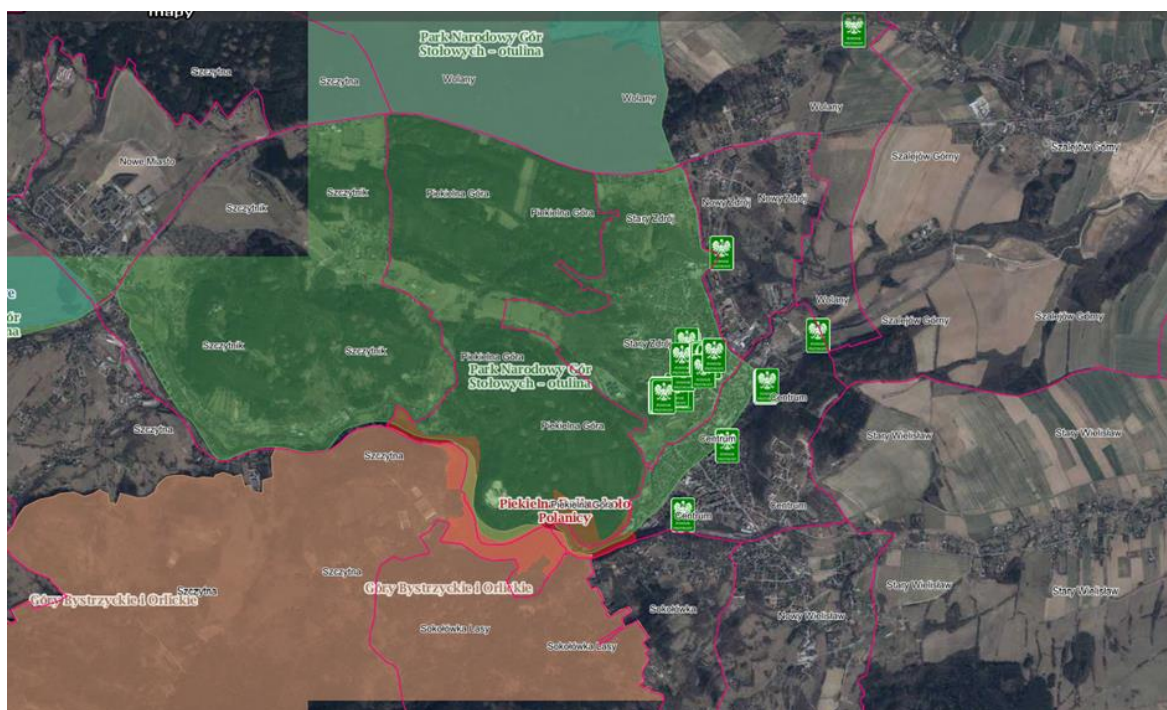 mapy
Park Narodowy Gór
Stołowych - otulina
Szczytna
Szczytna
Wolany
Wolany
Wolany
Nowe Miasto
Szalejów Górny
Szalejów Górny
Szczytnik
Szczytnik
Piekielna Góra
Piekielna Góra
Stary Zdrój
Nowy Zdrój
Nowy Zdrój
Wolany
Szalejów Górny
Szalejów Górny
Szczytnik
Szczytnik
Piekielna Góra
Stary Zdrój
Park Narodowy Gór
Stołowych - otulina
Centrum
Szczytna
Piekielna Góra
Centrum
Stary Wielisław
Stary Wielisław
Szczytna
Piekielna
Piekielna Góra
Polanicy
Centrum
Centrum
Szczytna
Szczytna
Góry Bystrzyckie i Orlickie
Góry Bystrzyckie i Orlickie
Stary Wielisław
Stary Wielisław
Sokołówka
Nowy Wielisław
Sokołówka Lasy
Sokołówka Lasy